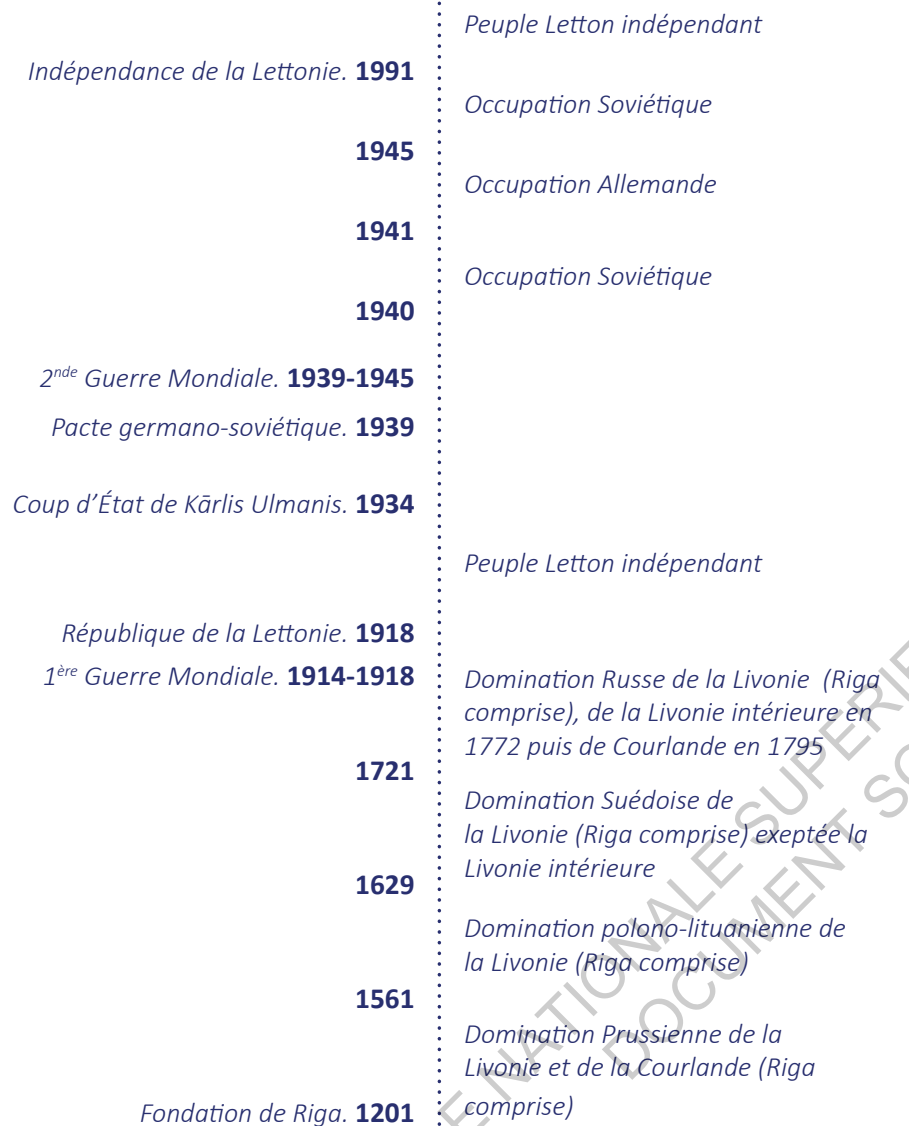 Peuple Letton indépendant
Indépendance de la Lettonie. 1991
Occupation Soviétique
1945
Occupation Allemande
1941
Occupation Soviétique
1940
2nde Guerre Mondiale. 1939-1945
Pacte germano-soviétique. 1939
Coup d'État de Kārlis Ulmanis. 1934
Peuple Letton indépendant
République de la Lettonie. 1918
1ère Guerre Mondiale. 1914-1918
Domination Russe de la Livonie (Riga
comprise), de la Livonie intérieure en
1772 puis de Courlande en 1795
1721
Domination Suédoise de
la Livonie (Riga comprise) exeptée la
Livonie intérieure
1629
Domination polono-lituanienne de
la Livonie (Riga comprise)
1561
Domination Prussienne de la
Livonie et de la Courlande (Riga
comprise)
Fondation de Riga. 1201
NATIONALE
DOCUMENT